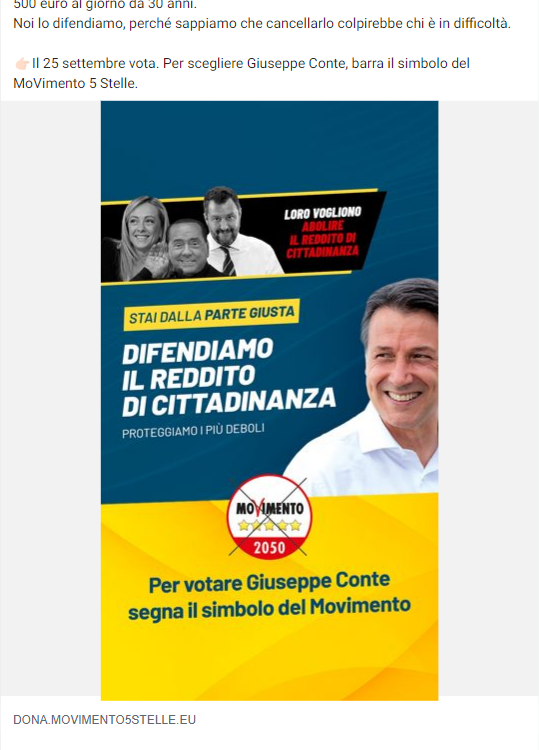 500 euro al giorno da 30 anni.
Noi lo difendiamo, perché sappiamo che cancellarlo colpirebbe chi è in difficoltà.
👉🏻Il 25 settembre vota. Per scegliere Giuseppe Conte, barra il simbolo del
MoVimento 5 Stelle.
LORO VOGLIONO
ABOLIRE
IL REDDITO DI
CITTADINANZA
STAI DALLA PARTE GIUSTA
DIFENDIAMO
IL REDDITO
DI CITTADINANZA
PROTEGGIAMO I PIÙ DEBOLI
MOVIMENTO
2050
Per votare Giuseppe Conte
segna il simbolo del Movimento
DONA.MOVIMENTO5STELLE.EU